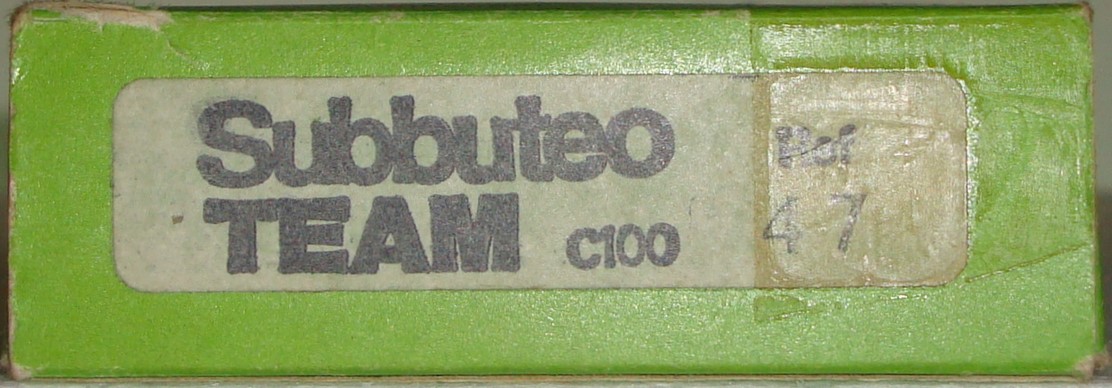 Subbuteo
TEAM C100
Ref
47